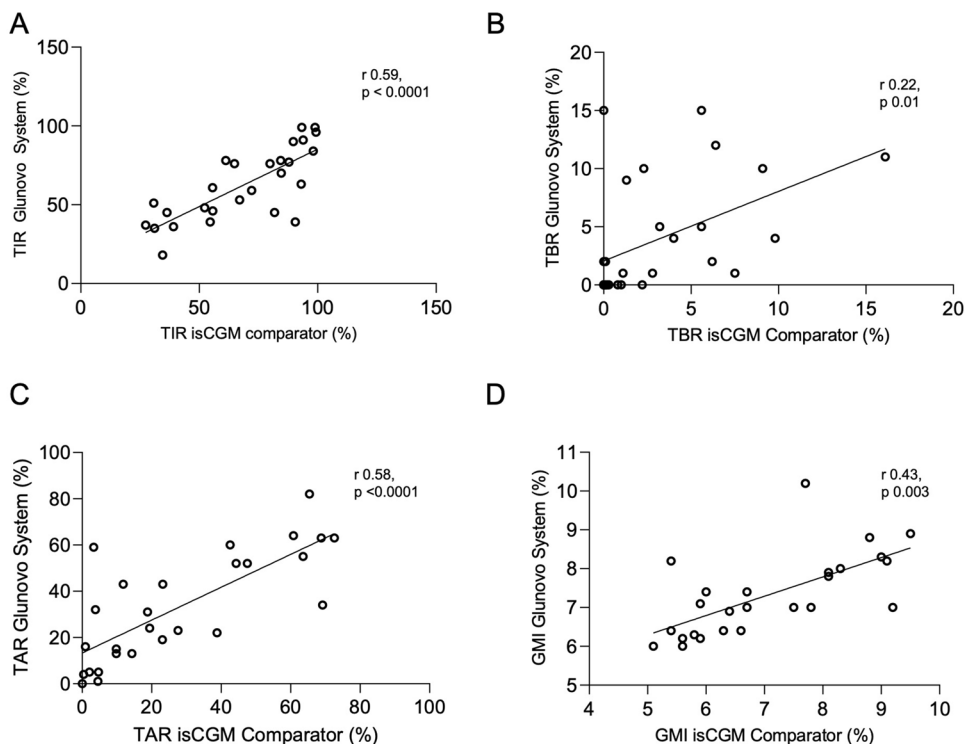 A
150
100
50
0
0
50
100
150
TIR Glunovo System (%)
TIR isCGM comparator (%)
r 0.59,
p < 0.0001
B
20
15
10
5
0
0
5
10
15
20
TBR Glunovo System (%)
TBR isCGM Comparator (%)
r 0.22,
p 0.01
C
100
80
60
40
20
0
0
20
40
60
80
100
TAR Glunovo System (%)
TAR isCGM Comparator (%)
r 0.58,
p <0.0001
D
11
10
9
8
7
6
5
4
5
6
7
8
9
10
GMI Glunovo System (%)
GMI isCGM Comparator (%)
r 0.43,
p 0.003